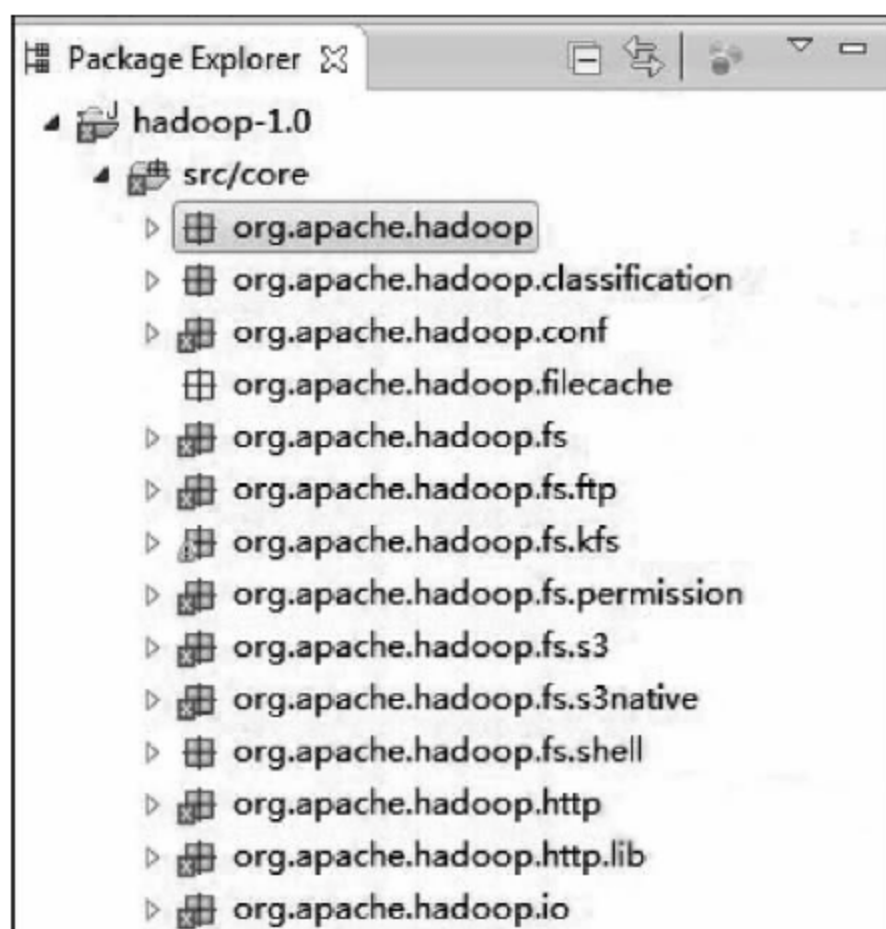 Package Explorer
hadoop-1.0
src/core
org.apache.hadoop
org.apache.hadoop.classification
org.apache.hadoop.conf
org.apache.hadoop.filecache
org.apache.hadoop.fs
org.apache.hadoop.fs.ftp
org.apache.hadoop.fs.kfs
org.apache.hadoop.fs.permission
org.apache.hadoop.fs.s3
org.apache.hadoop.fs.s3native
org.apache.hadoop.fs.shell
org.apache.hadoop.http
org.apache.hadoop.http.lib
org.apache.hadoop.io